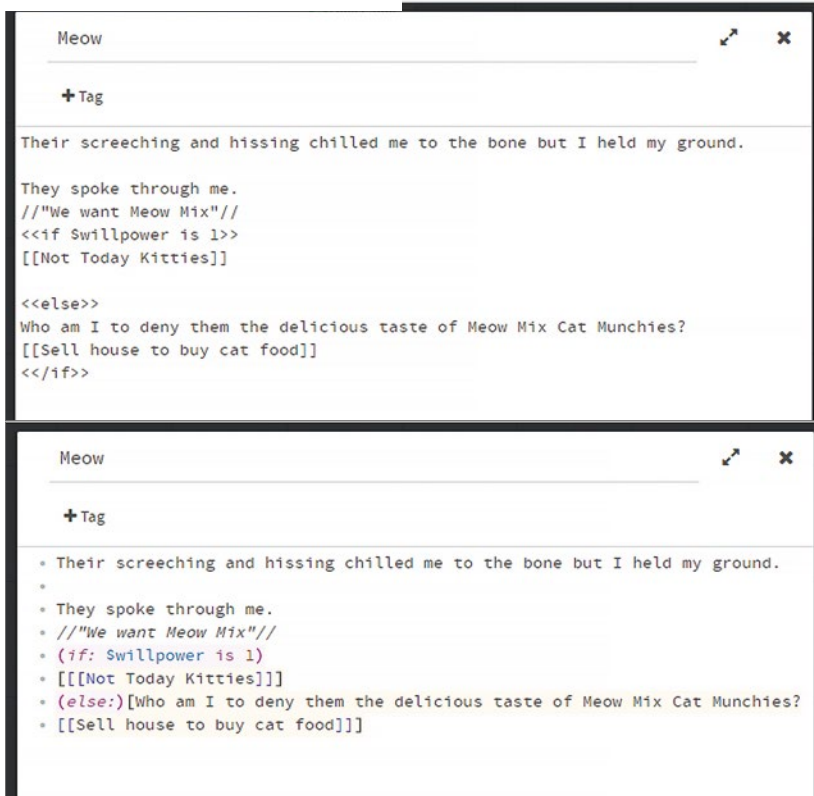 Meow
+ Tag
Their screeching and hissing chilled me to the bone but I held my ground.
They spoke through me.
//"We want Meow Mix"//
<<if Swillpower is 1>>
[[Not Today Kitties]]
<<else>>
Who am I to deny them the delicious taste of Meow Mix Cat Munchies?
[[Sell house to buy cat food]]
<</if>>
Meow
+ Tag
Their screeching and hissing chilled me to the bone but I held my ground.
They spoke through me.
//"We want Meow Mix"//
(if: Swillpower is 1)
[[[Not Today Kitties]]]
(else:)[Who am I to deny them the delicious taste of Meow Mix Cat Munchies?
[[Sell house to buy cat food]]]